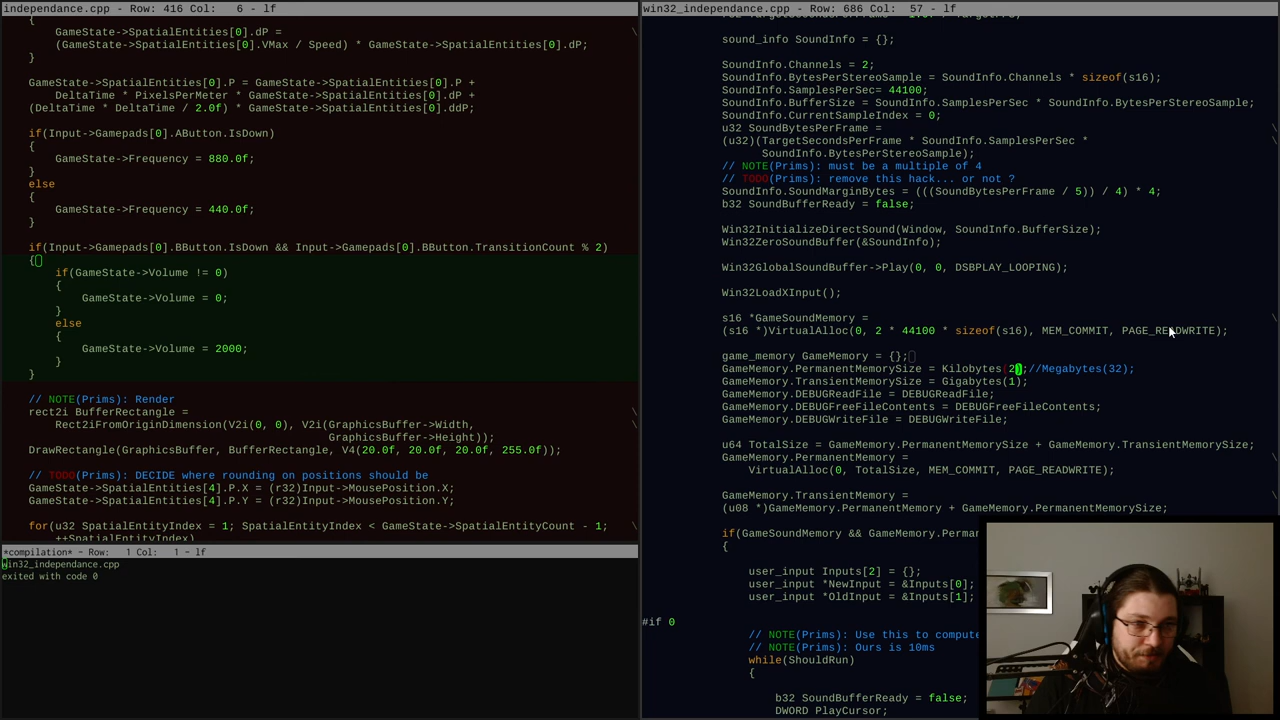 independance.cpp - Row: 416 Col:   6 - lf
{
GameState->SpatialEntities[0].dP =
(GameState->SpatialEntities[0].VMax / Speed) * GameState->SpatialEntities[0].dP;
}
GameState->SpatialEntities[0].P = GameState->SpatialEntities[0].P +
DeltaTime * PixelsPerMeter * GameState->SpatialEntities[0].dP +
(DeltaTime * DeltaTime / 2.0f) * GameState->SpatialEntities[0].ddP;
if(Input->Gamepads[0].AButton.IsDown)
{
GameState->Frequency = 880.0f;
}
else
{
GameState->Frequency = 440.0f;
}
if(Input->Gamepads[0].BButton.IsDown && Input->Gamepads[0].BButton.TransitionCount % 2)
{
if(GameState->Volume != 0)
{
GameState->Volume = 0;
}
else
{
GameState->Volume = 2000;
}
}
// NOTE(Prims): Render
rect2i BufferRectangle =
Rect2iFromOriginDimension(V2i(0, 0), V2i(GraphicsBuffer->Width,
GraphicsBuffer->Height));
DrawRectangle(GraphicsBuffer, BufferRectangle, V4(20.0f, 20.0f, 20.0f, 255.0f));
// TODO(Prims): DECIDE where rounding on positions should be
GameState->SpatialEntities[4].P.X = (r32)Input->MousePosition.X;
GameState->SpatialEntities[4].P.Y = (r32)Input->MousePosition.Y;
for(u32 SpatialEntityIndex = 1; SpatialEntityIndex < GameState->SpatialEntityCount - 1;
++SpatialEntityIndex)
*compilation* - Row:   1 Col:   1 - lf
win32_independance.cpp
exited with code 0
win32_independance.cpp - Row: 686 Col:  57 - lf
sound_info SoundInfo = {};
SoundInfo.Channels = 2;
SoundInfo.BytesPerStereoSample = SoundInfo.Channels * sizeof(s16);
SoundInfo.SamplesPerSec= 44100;
SoundInfo.BufferSize = SoundInfo.SamplesPerSec * SoundInfo.BytesPerStereoSample;
SoundInfo.CurrentSampleIndex = 0;
u32 SoundBytesPerFrame =
(u32)(TargetSecondsPerFrame * SoundInfo.SamplesPerSec *
SoundInfo.BytesPerStereoSample);
// NOTE(Prims): must be a multiple of 4
// TODO(Prims): remove this hack... or not ?
SoundInfo.SoundMarginBytes = (((SoundBytesPerFrame / 5)) / 4) * 4;
b32 SoundBufferReady = false;
Win32InitializeDirectSound(Window, SoundInfo.BufferSize);
Win32ZeroSoundBuffer(&SoundInfo);
Win32GlobalSoundBuffer->Play(0, 0, DSBPLAY_LOOPING);
Win32LoadXInput();
s16 *GameSoundMemory =
(s16 *)VirtualAlloc(0, 2 * 44100 * sizeof(s16), MEM_COMMIT, PAGE_READWRITE);
game_memory GameMemory = {};
GameMemory.PermanentMemorySize = Kilobytes(2);//Megabytes(32);
GameMemory.TransientMemorySize = Gigabytes(1);
GameMemory.DEBUGReadFile = DEBUGReadFile;
GameMemory.DEBUGFreeFileContents = DEBUGFreeFileContents;
GameMemory.DEBUGWriteFile = DEBUGWriteFile;
u64 TotalSize = GameMemory.PermanentMemorySize + GameMemory.TransientMemorySize;
GameMemory.PermanentMemory =
VirtualAlloc(0, TotalSize, MEM_COMMIT, PAGE_READWRITE);
GameMemory.TransientMemory =
(u08 *)GameMemory.PermanentMemory + GameMemory.PermanentMemorySize;
if(GameSoundMemory && GameMemory.Perman
{
user_input Inputs[2] = {};
user_input *NewInput = &Inputs[0];
user_input *OldInput = &Inputs[1];
#if 0
// NOTE(Prims): Use this to compute
// NOTE(Prims): Ours is 10ms
while(ShouldRun)
{
b32 SoundBufferReady = false;
DWORD PlayCursor;